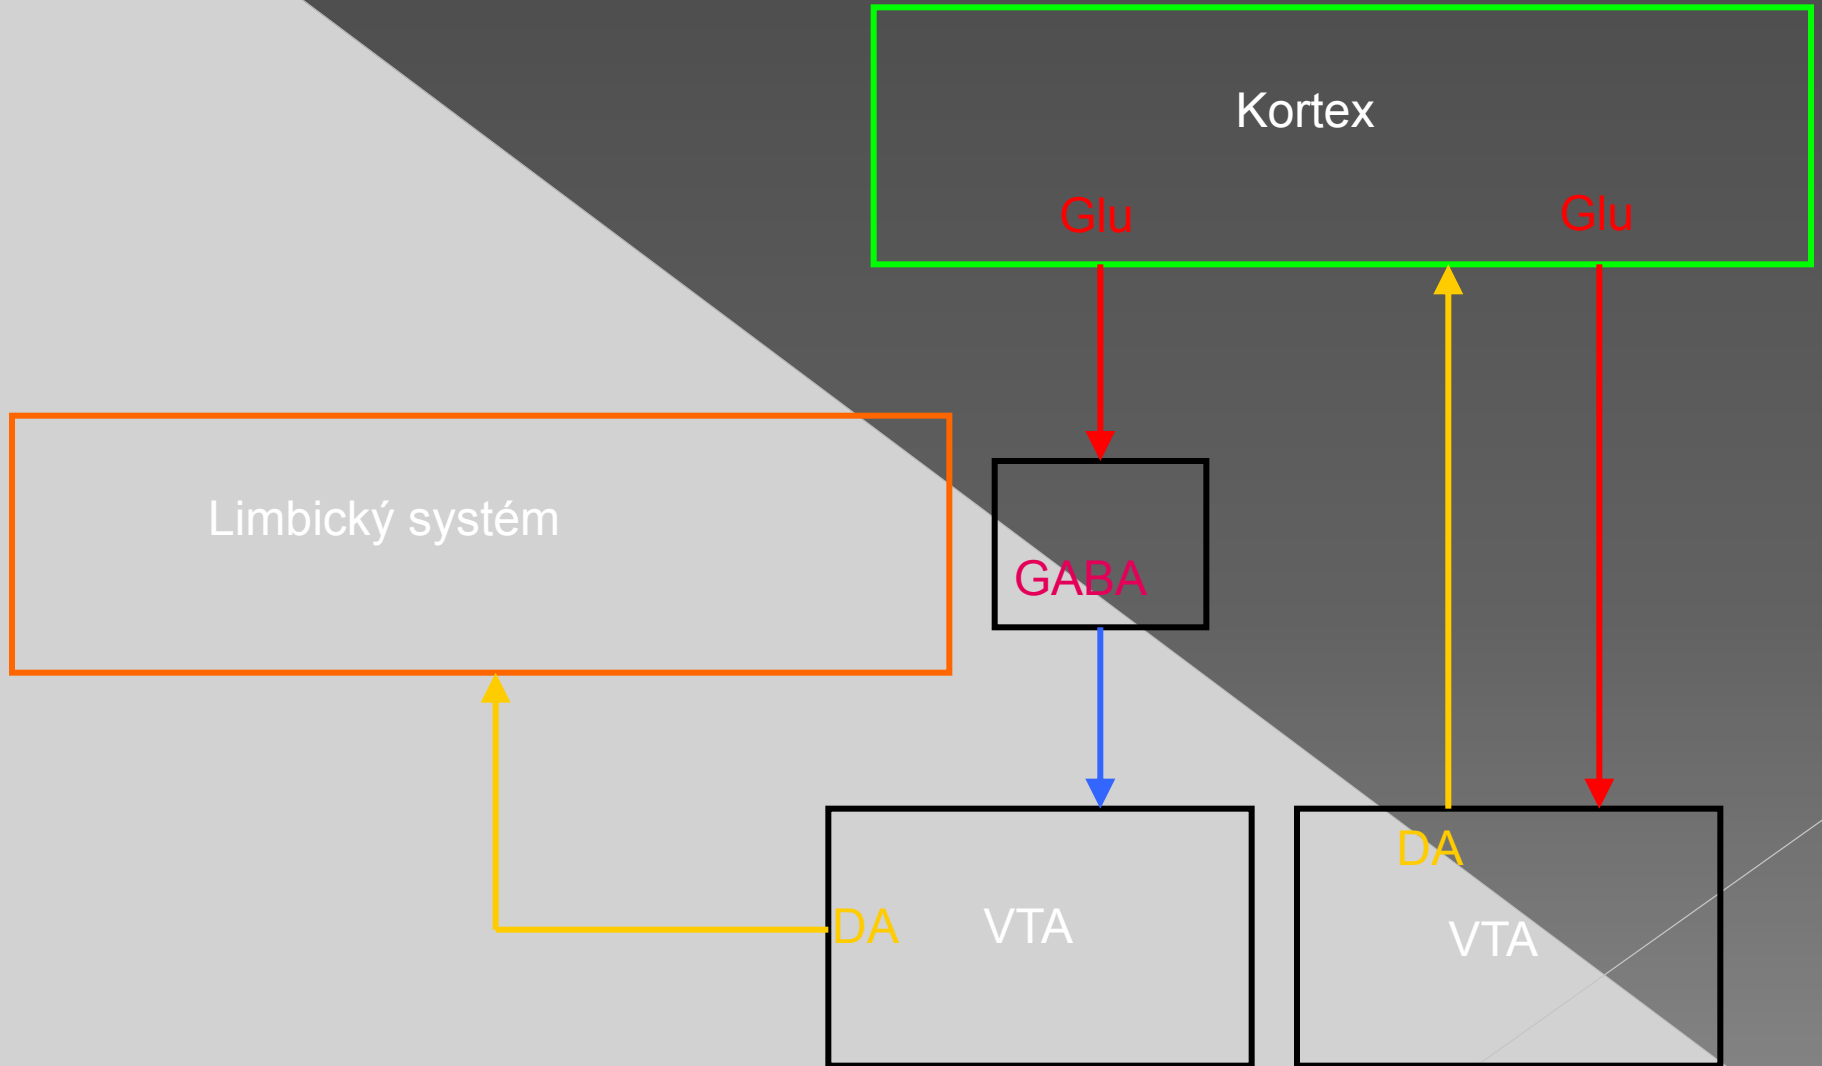 Kortex
Glu
Glu
Limbický systém
GABA
DA
DA
VTA
VTA